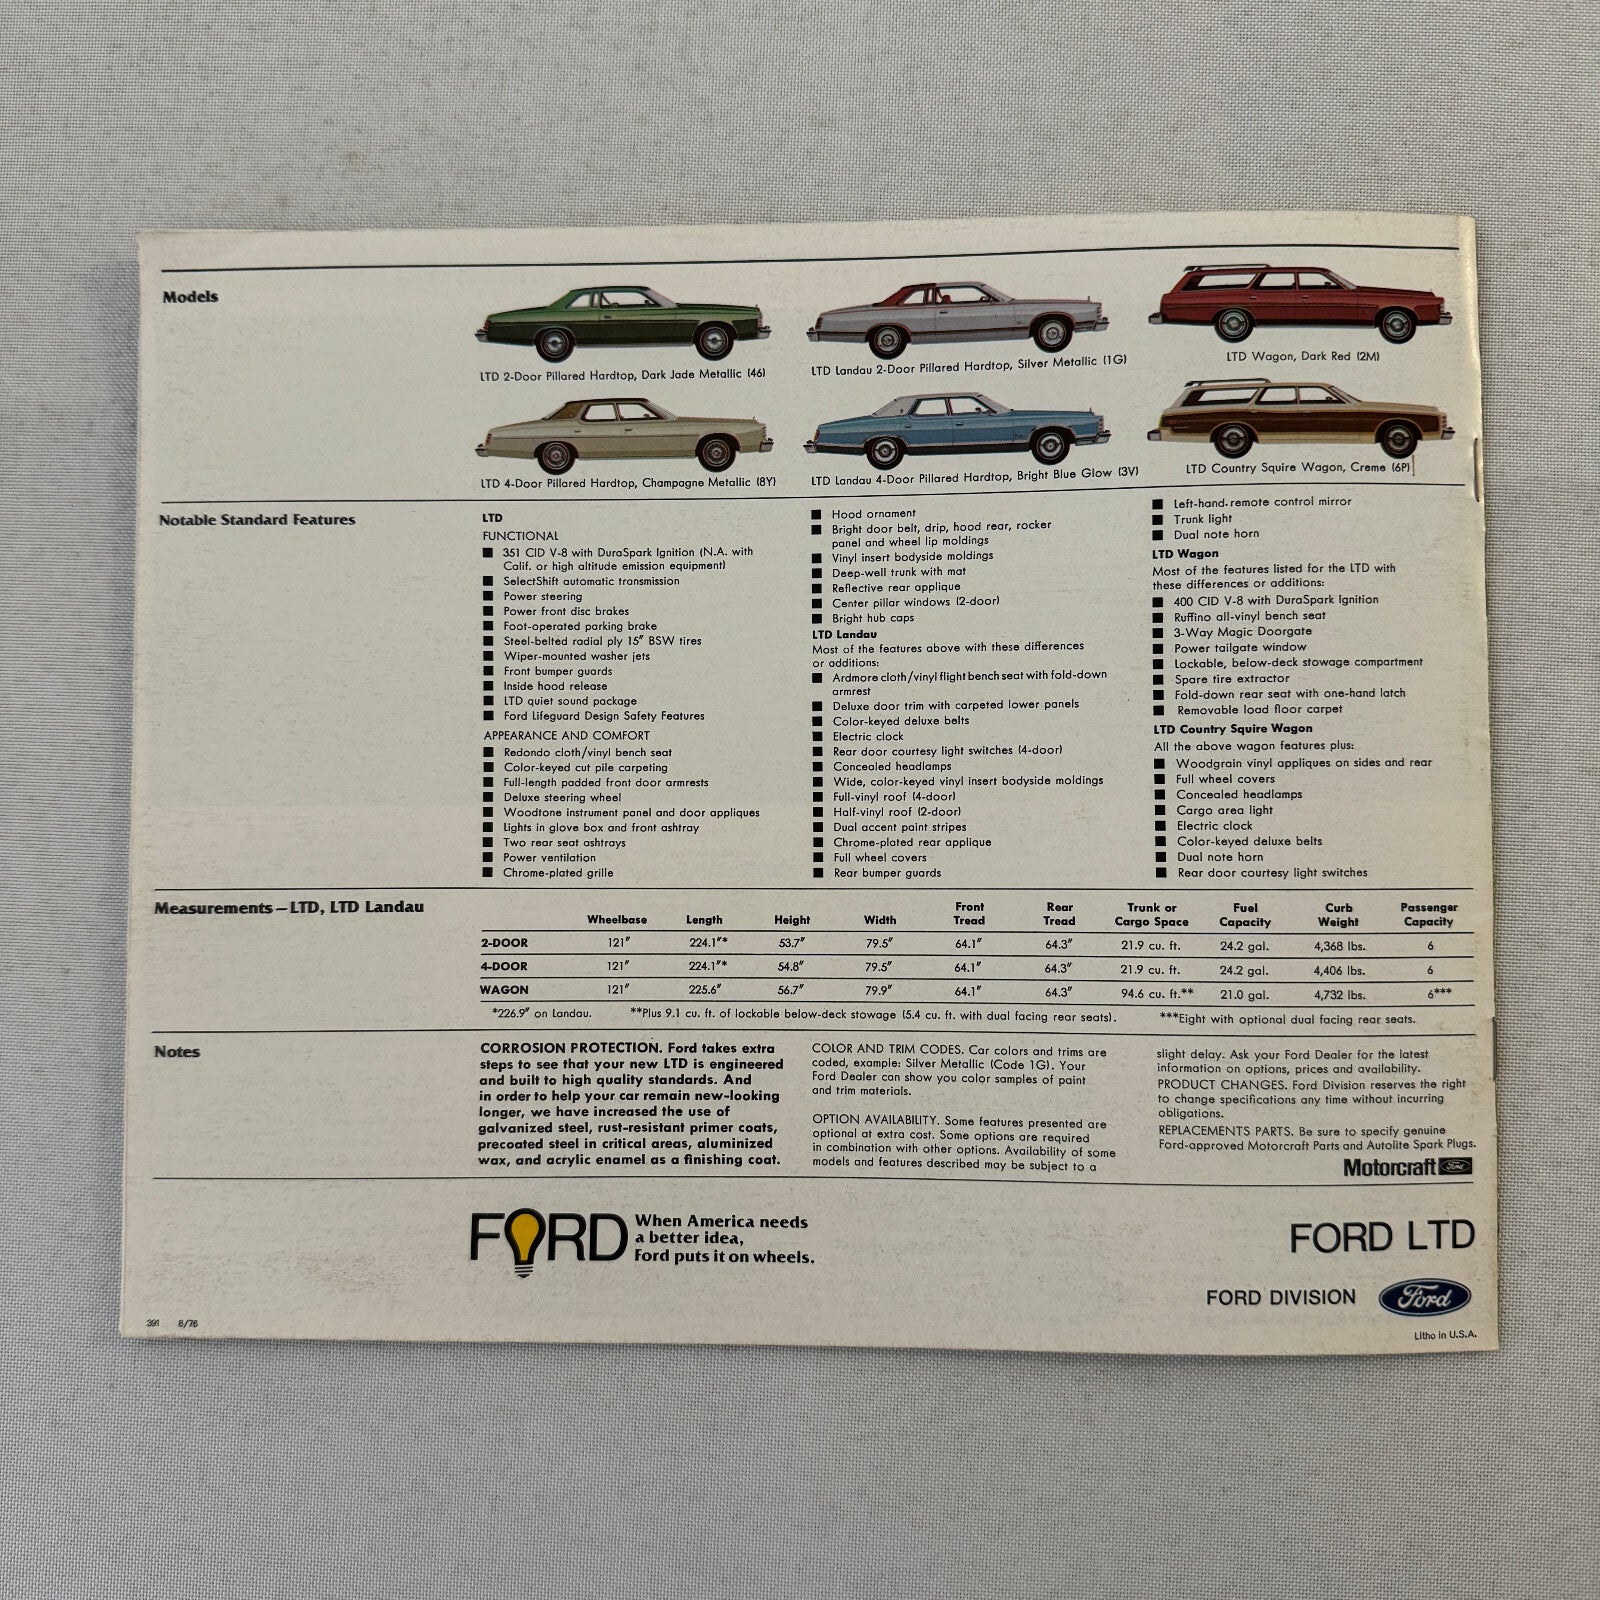 Models
LTD 2-Door Pillared Hardtop, Dark Jade Metallic (46)
LTD Landau 2-Door Pillared Hardtop, Silver Metallic (1G)
LTD Wagon, Dark Red (2M)
LTD 4-Door Pillared Hardtop, Champagne Metallic (8Y)
LTD Landau 4-Door Pillared Hardtop, Bright Blue Glow (3V)
LTD Country Squire Wagon, Creme (6P)
Notable Standard Features
LTD
FUNCTIONAL
■ 351 CID V-8 with DuraSpark Ignition (N.A. with
Calif. or high altitude emission equipment)
■ SelectShift automatic transmission
■ Power steering
■ Power front disc brakes
■ Foot-operated parking brake
■ Steel-belted radial ply 15" BSW tires
■ Wiper-mounted washer jets
■ Front bumper guards
■ Inside hood release
■ LTD quiet sound package
■ Ford Lifeguard Design Safety Features
APPEARANCE AND COMFORT
■ Redondo cloth/vinyl bench seat
■ Color-keyed cut pile carpeting
■ Full-length padded front door armrests
■ Deluxe steering wheel
■ Woodtone instrument panel and door appliques
■ Lights in glove box and front ashtray
■ Two rear seat ashtrays
■ Power ventilation
■ Chrome-plated grille
■ Hood ornament
■ Bright door belt, drip, hood rear, rocker
panel and wheel lip moldings
■ Vinyl insert bodyside moldings
■ Deep-well trunk with mat
■ Reflective rear applique
■ Center pillar windows (2-door)
■ Bright hub caps
LTD Landau
Most of the features above with these differences
or additions:
■ Ardmore cloth/vinyl flight bench seat with fold-down
armrest
■ Deluxe door trim with carpeted lower panels
■ Color-keyed deluxe belts
■ Electric clock
■ Rear door courtesy light switches (4-door)
■ Concealed headlamps
■ Wide, color-keyed vinyl insert bodyside moldings
■ Full-vinyl roof (4-door)
■ Half-vinyl roof (2-door)
■ Dual accent paint stripes
■ Chrome-plated rear applique
■ Full wheel covers
■ Rear bumper guards
■ Left-hand remote control mirror
■ Trunk light
■ Dual note horn
LTD Wagon
Most of the features listed for the LTD with
these differences or additions:
■ 400 CID V-8 with DuraSpark Ignition
■ Ruffino all-vinyl bench seat
■ 3-Way Magic Doorgate
■ Power tailgate window
■ Lockable, below-deck stowage compartment
■ Spare tire extractor
■ Fold-down rear seat with one-hand latch
■ Removable load floor carpet
LTD Country Squire Wagon
All the above wagon features plus:
■ Woodgrain vinyl appliques on sides and rear
■ Full wheel covers
■ Concealed headlamps
■ Cargo area light
■ Electric clock
■ Color-keyed deluxe belts
■ Dual note horn
■ Rear door courtesy light switches
Measurements—LTD, LTD Landau
Wheelbase Length Height Width Front Tread Rear Tread Trunk or Cargo Space Fuel Capacity Curb Weight Passenger Capacity
2-DOOR 121" 224.1"* 53.7" 79.5" 64.1" 64.3" 21.9 cu. ft. 24.2 gal. 4,368 lbs. 6
4-DOOR 121" 224.1"* 54.8" 79.5" 64.1" 64.3" 21.9 cu. ft. 24.2 gal. 4,406 lbs. 6
WAGON 121" 225.6" 56.7" 79.9" 64.1" 64.3" 94.6 cu. ft.** 21.0 gal. 4,732 lbs. 6***
*226.9" on Landau. **Plus 9.1 cu. ft. of lockable below-deck stowage (5.4 cu. ft. with dual facing rear seats). ***Eight with optional dual facing rear seats.
Notes
CORROSION PROTECTION. Ford takes extra
steps to see that your new LTD is engineered
and built to high quality standards. And
in order to help your car remain new-looking
longer, we have increased the use of
galvanized steel, rust-resistant primer coats,
precoated steel in critical areas, aluminized
wax, and acrylic enamel as a finishing coat.
COLOR AND TRIM CODES. Car colors and trims are
coded, example: Silver Metallic (Code 1G). Your
Ford Dealer can show you color samples of paint
and trim materials.
OPTION AVAILABILITY. Some features presented are
optional at extra cost. Some options are required
in combination with other options. Availability of some
models and features described may be subject to a
slight delay. Ask your Ford Dealer for the latest
information on options, prices and availability.
PRODUCT CHANGES. Ford Division reserves the right
to change specifications any time without incurring
obligations.
REPLACEMENTS PARTS. Be sure to specify genuine
Ford-approved Motorcraft Parts and Autolite Spark Plugs.
Motorcraft Ford
FORD When America needs
a better idea,
Ford puts it on wheels.
FORD LTD
FORD DIVISION Ford
391 8/76
Litho in U.S.A.